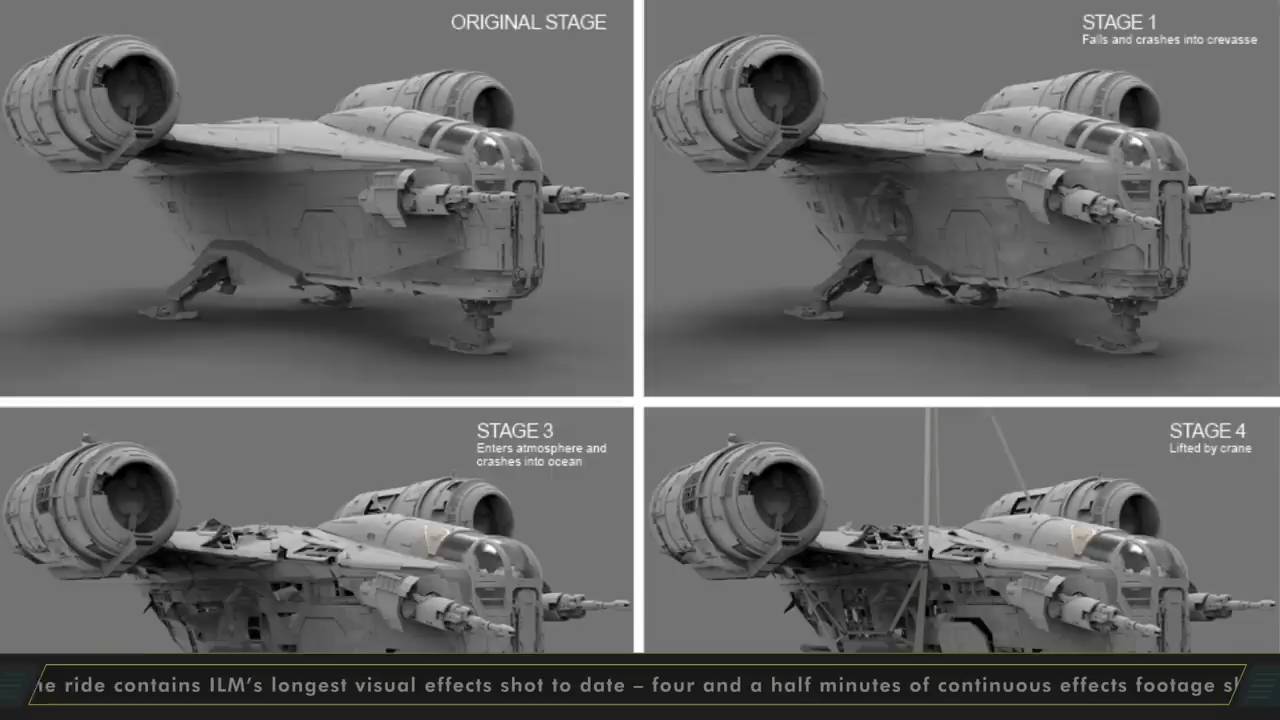 ORIGINAL STAGE
STAGE 1
Falls and crashes into crevasse
STAGE 3
Enters atmosphere and
crashes into ocean
STAGE 4
Lifted by crane
ride contains ILM's longest visual effects shot to date – four and a half minutes of continuous effects footage